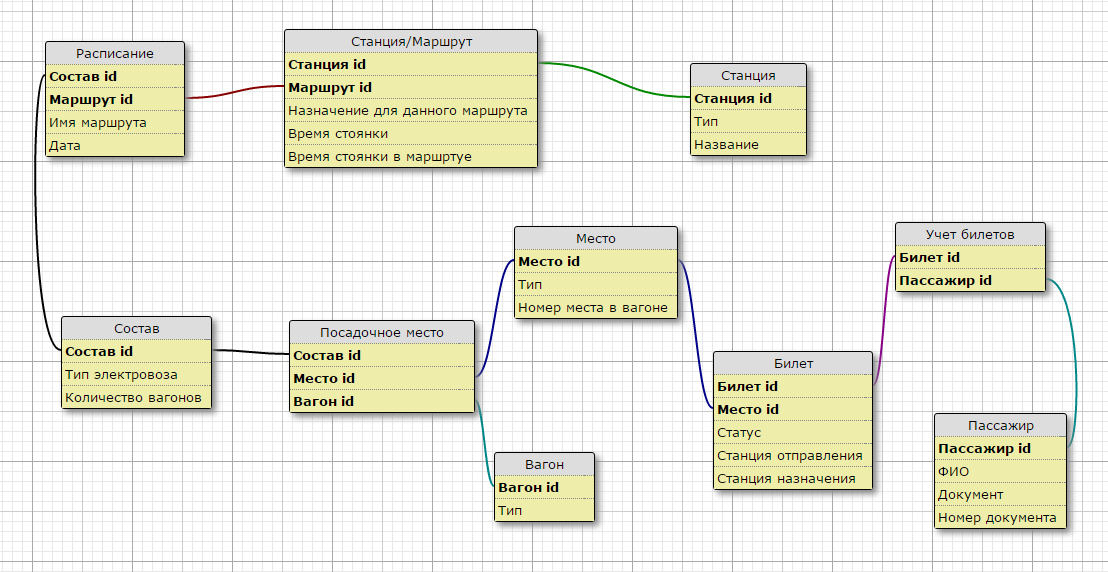 Расписание
Состав id
Маршрут id
Имя маршрута
Дата
Станция/Маршрут
Станция id
Маршрут id
Назначение для данного маршрута
Время стоянки
Время стоянки в маршртуе
Станция
Станция id
Тип
Название
Состав
Состав id
Тип электровоза
Количество вагонов
Посадочное место
Состав id
Место id
Вагон id
Место
Место id
Тип
Номер места в вагоне
Вагон
Вагон id
Тип
Билет
Билет id
Место id
Статус
Станция отправления
Станция назначения
Учет билетов
Билет id
Пассажир id
Пассажир
Пассажир id
ФИО
Документ
Номер документа